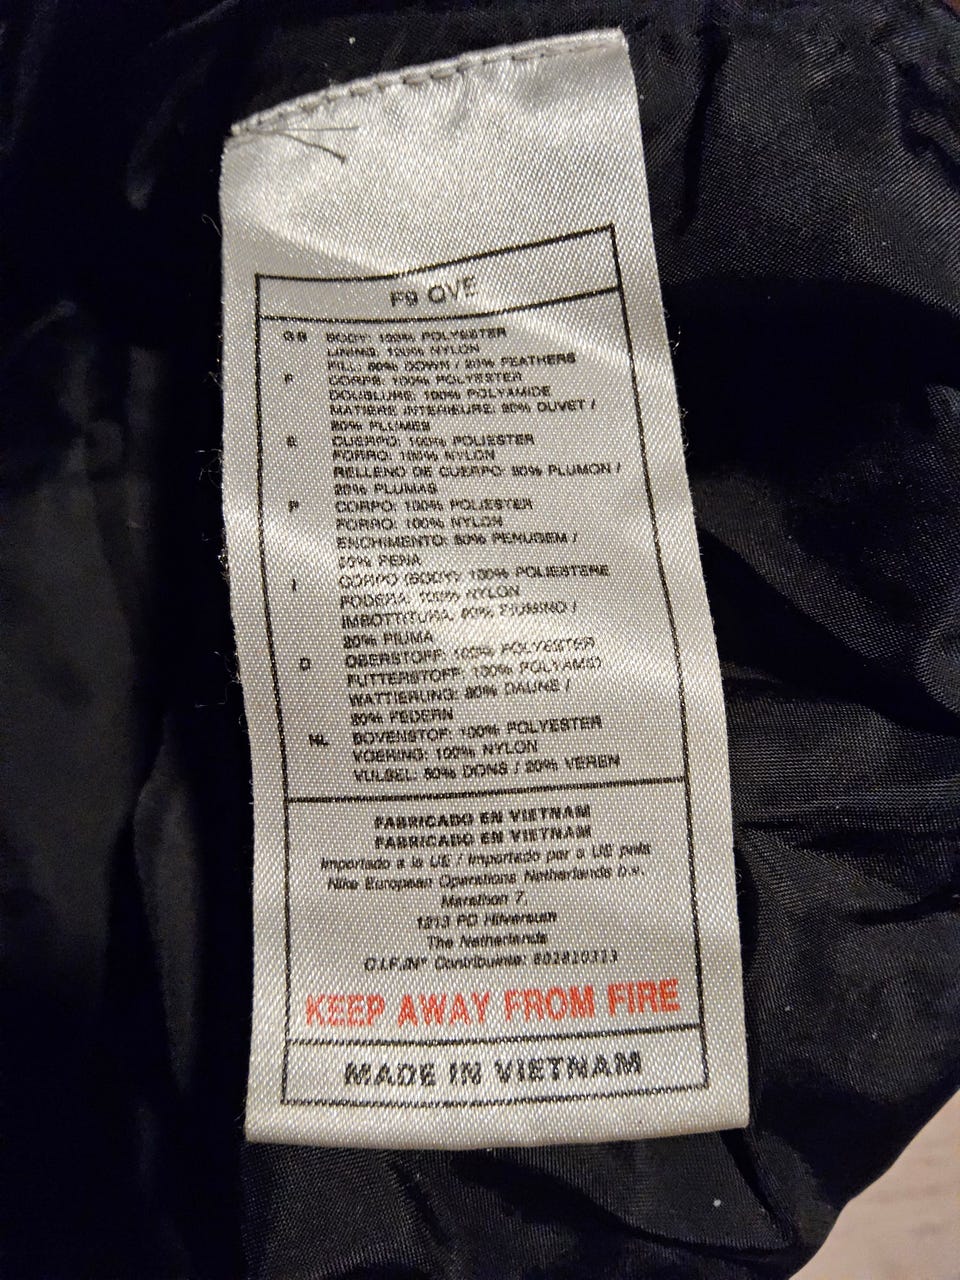 F9 OVE
GB BODY: 100% POLYESTER
LINING: 100% NYLON
FILL: 80% DOWN / 20% FEATHERS
F CORPS: 100% POLYESTER
DOUBLURE: 100% POLYAMIDE
MATIERE INTERIEURE: 80% DUVET /
20% PLUMES
E CUERPO: 100% POLIESTER
FORRO: 100% NYLON
RELLENO DE CUERPO: 80% PLUMON /
20% PLUMAS
P CORPO: 100% POLIESTER
FORRO: 100% NYLON
ENCHIMENTO: 80% PENUGEM /
20% PENA
I CORPO (BODY): 100% POLIESTERE
FODERA: 100% NYLON
IMBOTTITURA: 80% PIUMINO /
20% PIUMA
D OBERSTOFF: 100% POLYESTER
FUTTERSTOFF: 100% POLYAMID
WATTIERUNG: 80% DAUNE /
20% FEDERN
NL BOVENSTOF: 100% POLYESTER
VOERING: 100% NYLON
VULSEL: 80% DONS / 20% VEREN
FABRICADO EN VIETNAM
FABRICADO EN VIETNAM
Importado a la UE / Importado por a UE pela
Nike European Operations Netherlands b.v.
Marathon 7,
1213 PD Hilversum
The Netherlands
C.I.F./N° Contribuinte:
KEEP AWAY FROM FIRE
MADE IN VIETNAM